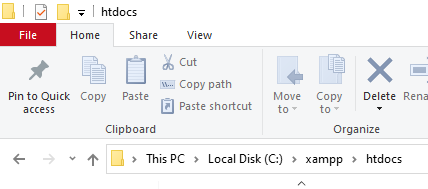 htdocs
File Home Share View
Pin to Quick access
Copy
Paste
Cut
Copy path
Paste shortcut
Move to
Copy to
Delete
Clipboard
Organize
This PC Local Disk (C:) xampp htdocs